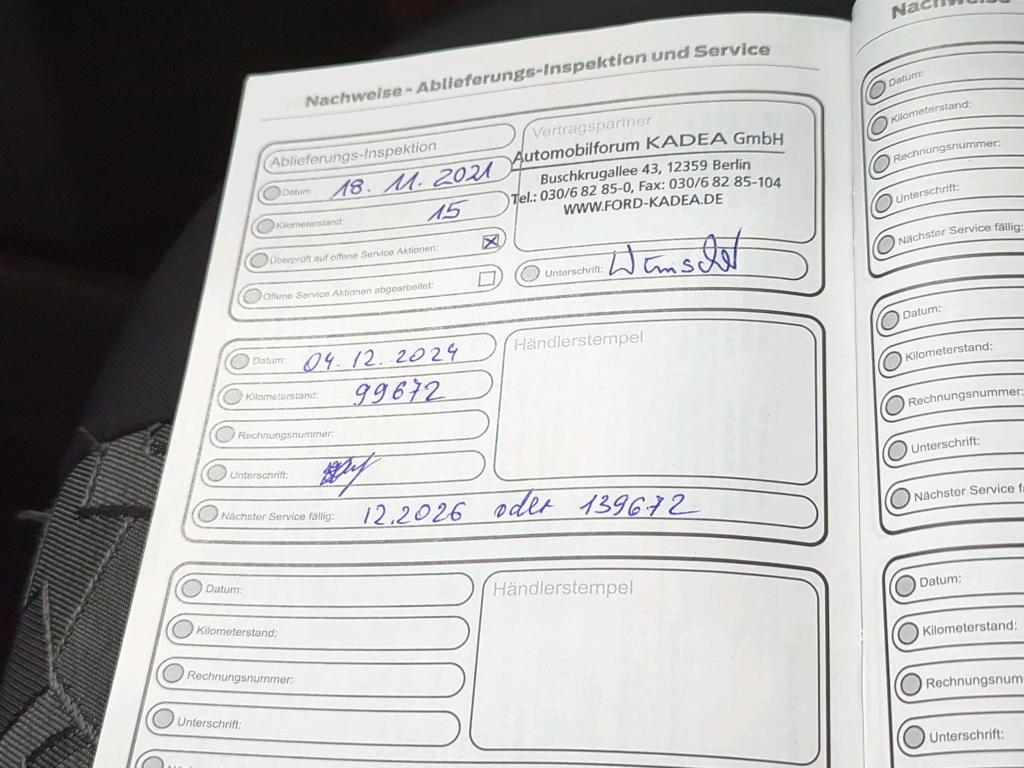 Nachweise - Ablieferungs-Inspektion und Service
Ablieferungs-Inspektion
Datum: 18. 11. 2021
Kilometerstand: 15
Überprüft auf offene Service Aktionen:
Offene Service Aktionen abgearbeitet:
Vertragspartner
Automobilforum KADEA GmbH
Buschkrugallee 43, 12359 Berlin
Tel.: 030/6 82 85-0, Fax: 030/6 82 85-104
WWW.FORD-KADEA.DE
Unterschrift:
Datum: 04. 12. 2024
Kilometerstand: 99672
Rechnungsnummer:
Unterschrift:
Nächster Service fällig: 12.2026 oder 139672
Händlerstempel
Datum:
Kilometerstand:
Rechnungsnummer:
Unterschrift:
Händlerstempel
Datum:
Kilometerstand:
Rechnungsnummer:
Unterschrift:
Nächster Service fällig:
Datum:
Kilometerstand:
Rechnungsnummer:
Unterschrift:
Nächster Service f
Datum:
Kilometerstand:
Rechnungsnum
Unterschrift: